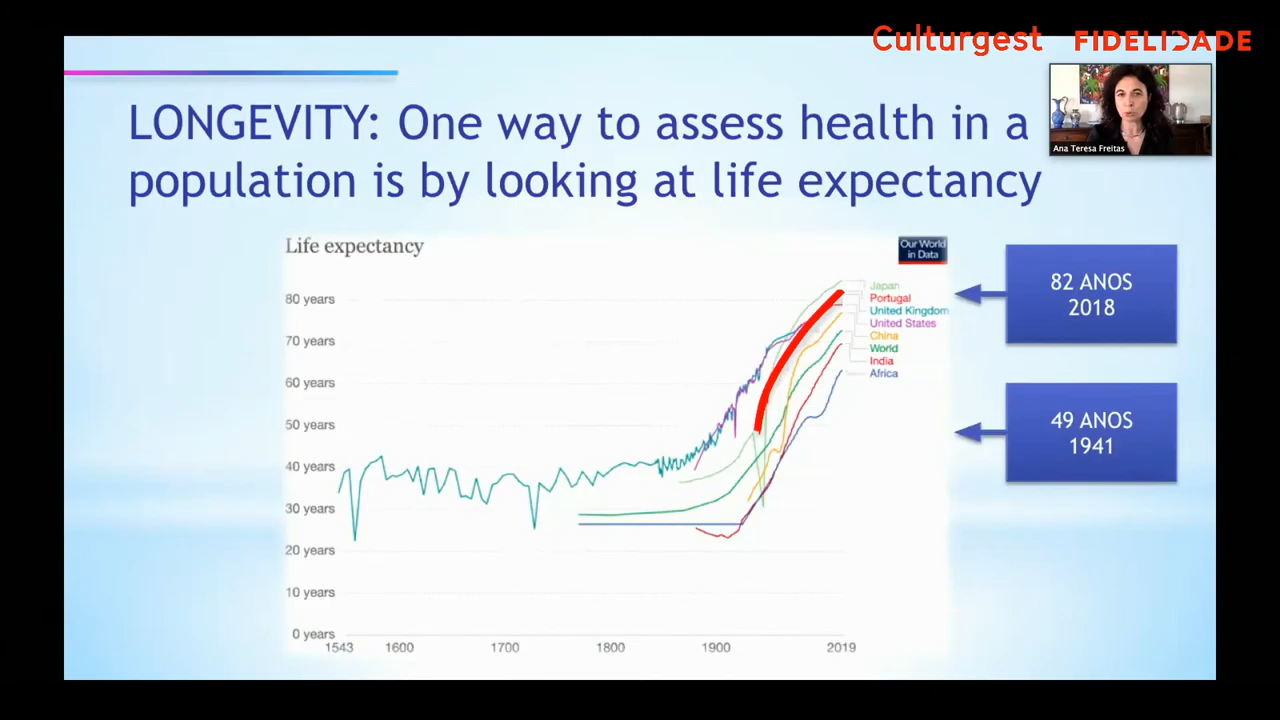 Culturgest FIDELIDADE
LONGEVITY: One way to assess health in a
population is by looking at life expectancy
Ana Teresa Freitas
Life expectancy
Our World
in Data
80 years
70 years
60 years
50 years
40 years
30 years
20 years
10 years
0 years
1543
1600
1700
1800
1900
2019
Japan
Portugal
United Kingdom
United States
China
World
India
Africa
82 ANOS
2018
49 ANOS
1941